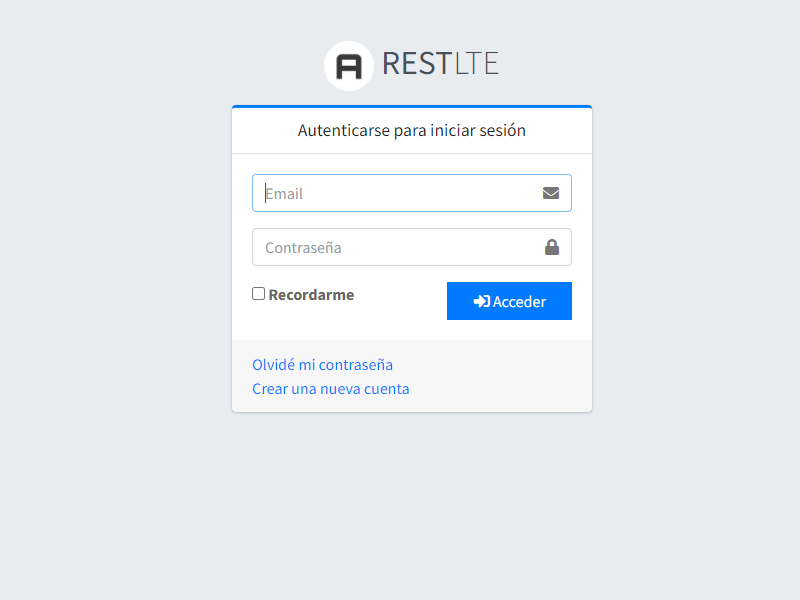 RESTLTE
Autenticarse para iniciar sesión
Email
Contraseña
Recordarme
Acceder
Olvidé mi contraseña
Crear una nueva cuenta